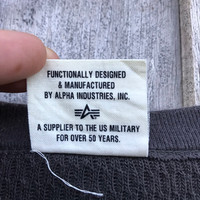 FUNCTIONALLY DESIGNED
& MANUFACTURED
BY ALPHA INDUSTRIES, INC.
A SUPPLIER TO THE US MILITARY
FOR OVER 50 YEARS.